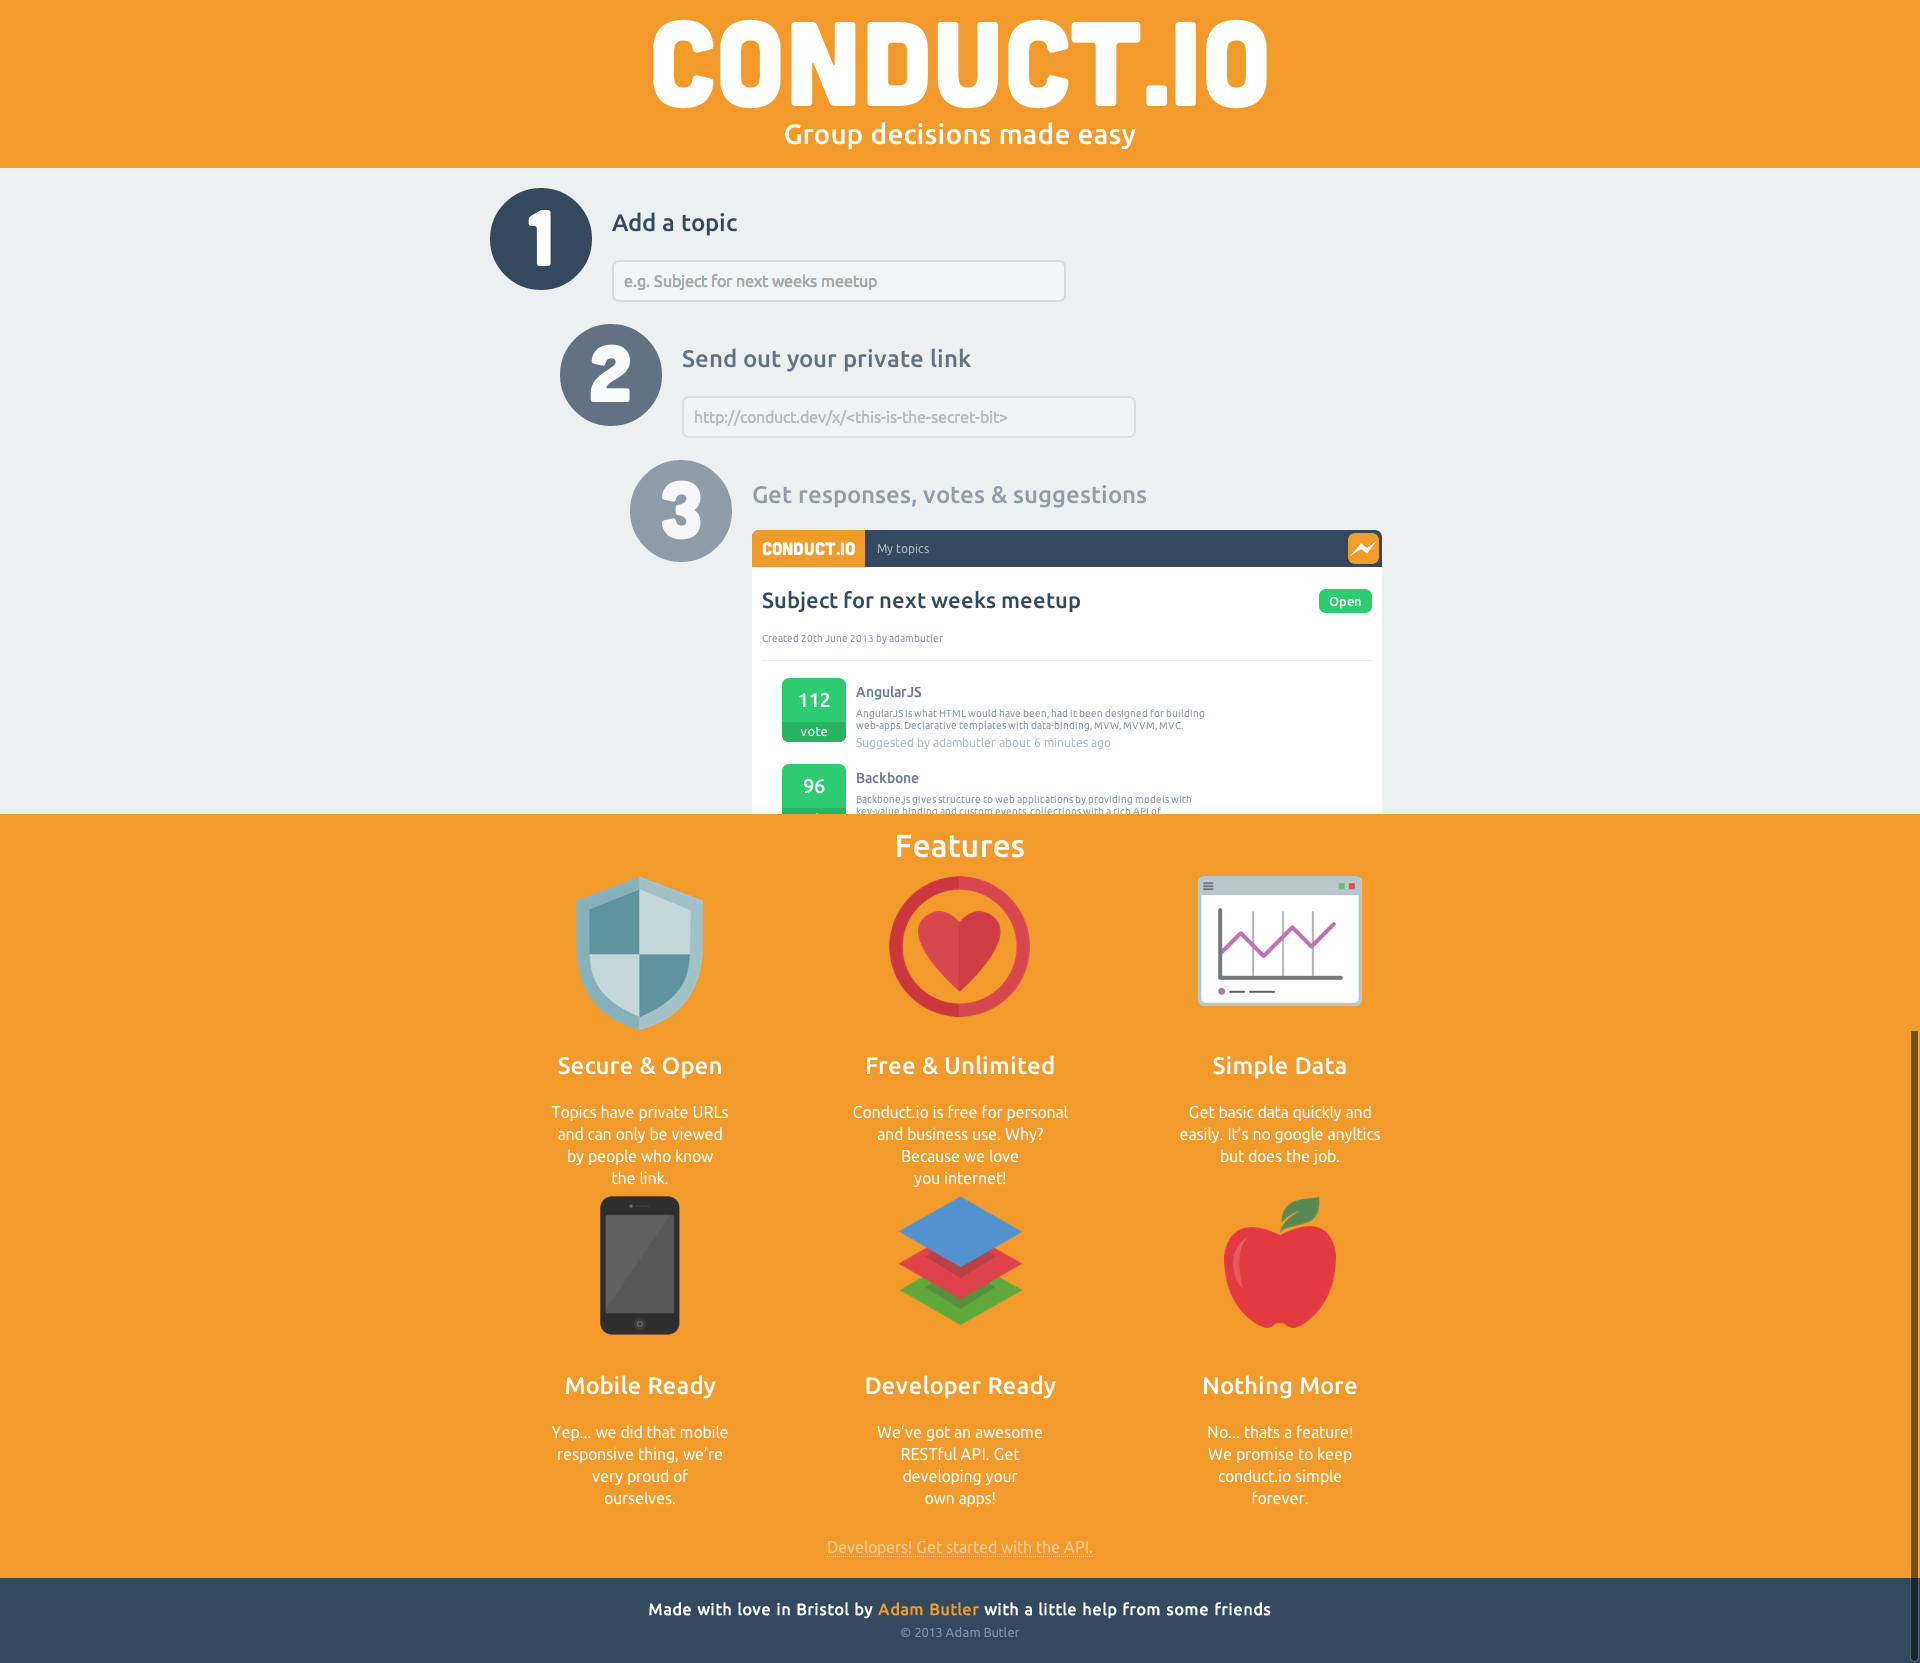 CONDUCT.IO
Group decisions made easy
1
Add a topic
e.g. Subject for next weeks meetup
2
Send out your private link
http://conduct.dev/x/<this-is-the-secret-bit>
3
Get responses, votes & suggestions
CONDUCT.IO My topics
Subject for next weeks meetup Open
Created 20th June 2013 by adambutler
112 AngularJS
AngularJS is what HTML would have been, had it been designed for building
web-apps. Declarative templates with data-binding, MVW, MVVM, MVC.
vote
Suggested by adambutler about 6 minutes ago
96 Backbone
Backbone.js gives structure to web applications by providing models with
key-value binding and custom events, collections with a rich API of
Features
Secure & Open
Topics have private URLs
and can only be viewed
by people who know
the link.
Free & Unlimited
Conduct.io is free for personal
and business use. Why?
Because we love
you internet!
Simple Data
Get basic data quickly and
easily. It's no google anyltics
but does the job.
Mobile Ready
Yep... we did that mobile
responsive thing, we're
very proud of
ourselves.
Developer Ready
We've got an awesome
RESTful API. Get
developing your
own apps!
Nothing More
No... thats a feature!
We promise to keep
conduct.io simple
forever.
Developers! Get started with the API.
Made with love in Bristol by Adam Butler with a little help from some friends
© 2013 Adam Butler